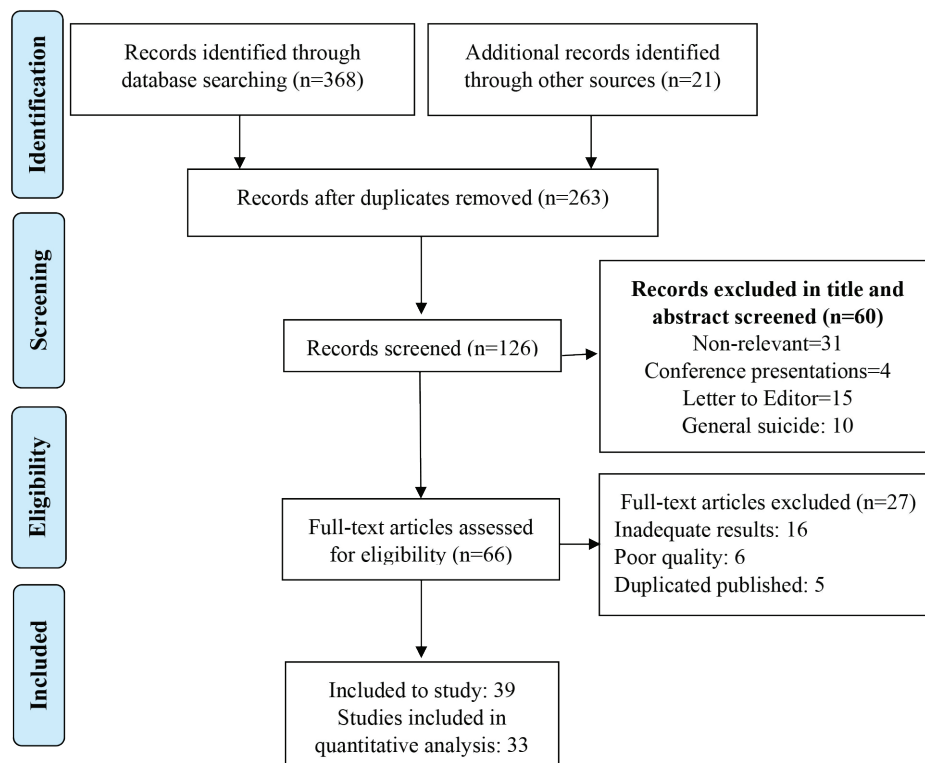 Identification
Records identified through
database searching (n=368)
Additional records identified
through other sources (n=21)
Records after duplicates removed (n=263)
Screening
Records screened (n=126)
Records excluded in title and
abstract screened (n=60)
Non-relevant=31
Conference presentations=4
Letter to Editor=15
General suicide: 10
Eligibility
Full-text articles assessed
for eligibility (n=66)
Full-text articles excluded (n=27)
Inadequate results: 16
Poor quality: 6
Duplicated published: 5
Included
Included to study: 39
Studies included in
quantitative analysis: 33